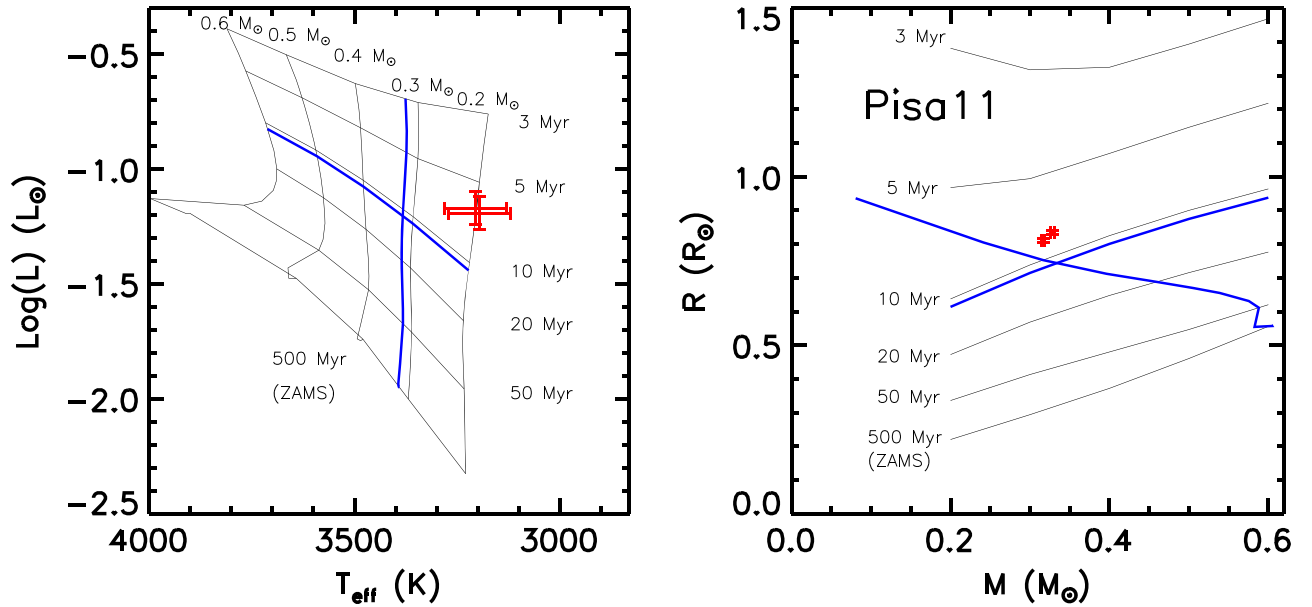 0.6 M⊙
0.5 M⊙
0.4 M⊙
0.3 M⊙
0.2 M⊙
3 Myr
5 Myr
10 Myr
20 Myr
50 Myr
500 Myr
(ZAMS)
−0.5
−1.0
−1.5
−2.0
−2.5
Log(L) (L⊙)
4000
3500
3000
Teff (K)
Pisa11
3 Myr
5 Myr
10 Myr
20 Myr
50 Myr
500 Myr
(ZAMS)
1.5
1.0
0.5
0.0
R (R⊙)
0.0
0.2
0.4
0.6
M (M⊙)